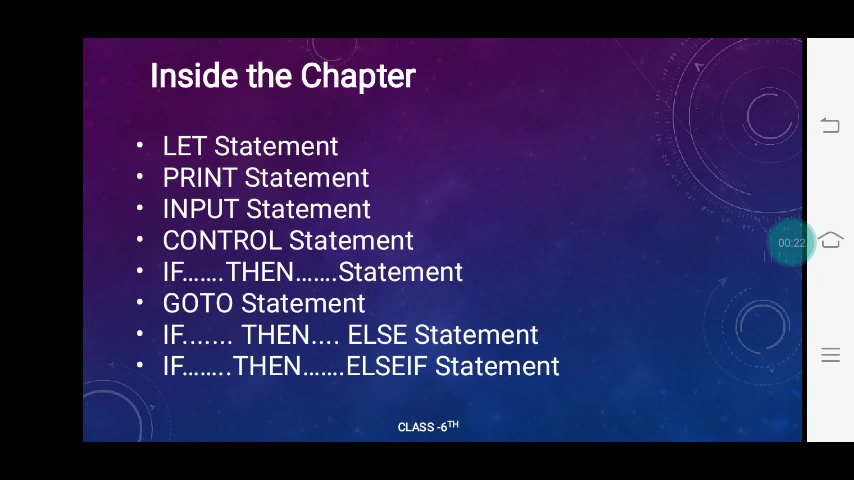 Inside the Chapter
• LET Statement
• PRINT Statement
• INPUT Statement
• CONTROL Statement
• IF.......THEN.......Statement
• GOTO Statement
• IF....... THEN.... ELSE Statement
• IF........THEN.......ELSEIF Statement
00:22
CLASS -6TH